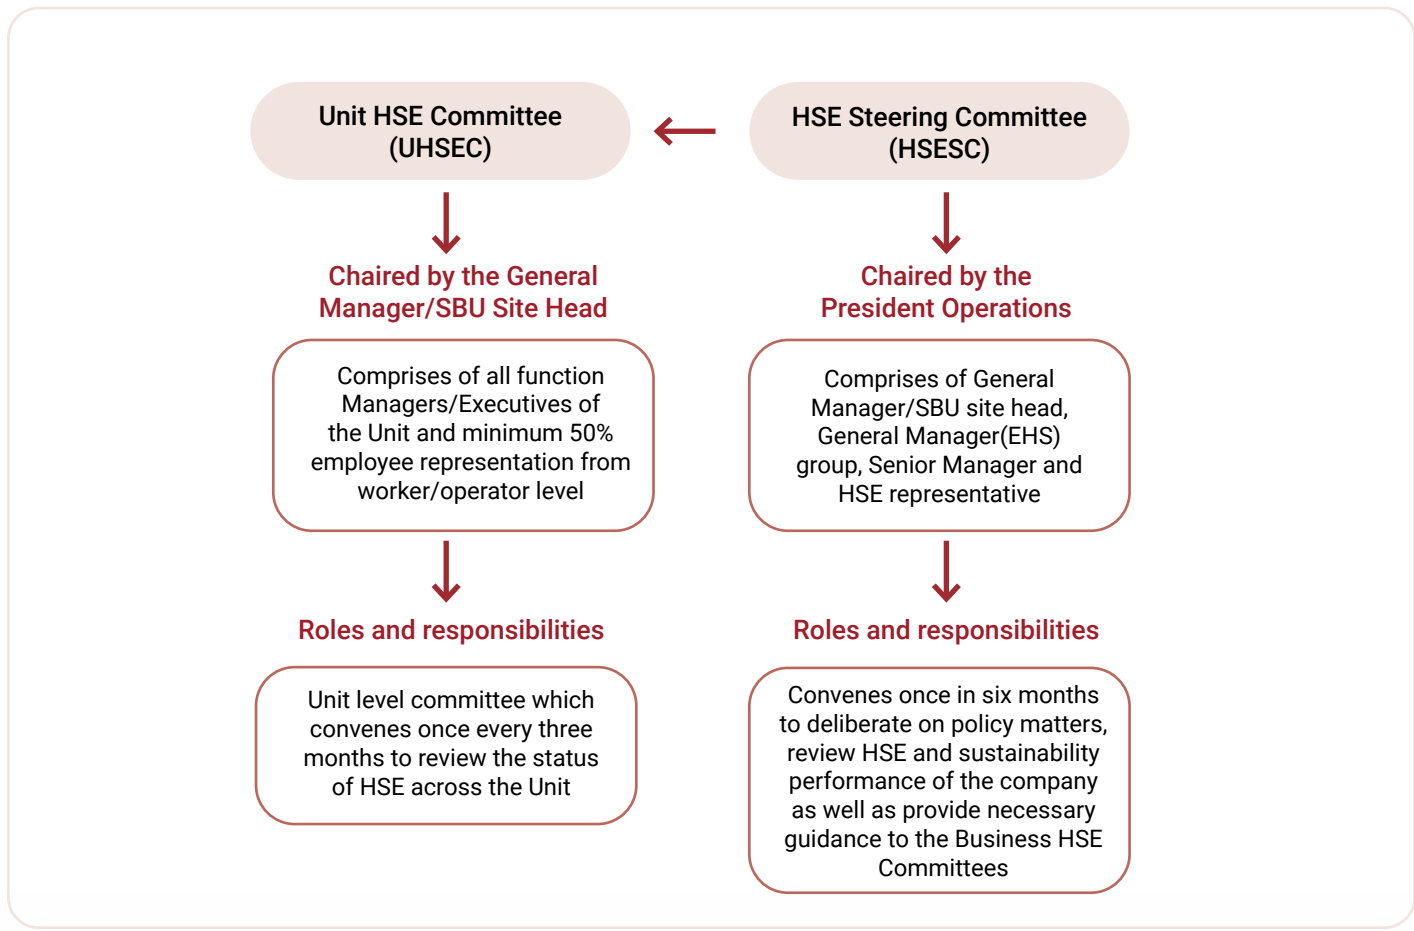 Unit HSE Committee
(UHSEC)
Chaired by the General
Manager/SBU Site Head
Comprises of all function
Managers/Executives of
the Unit and minimum 50%
employee representation from
worker/operator level
Roles and responsibilities
Unit level committee which
convenes once every three
months to review the status
of HSE across the Unit
HSE Steering Committee
(HSESC)
Chaired by the
President Operations
Comprises of General
Manager/SBU site head,
General Manager(EHS)
group, Senior Manager and
HSE representative
Roles and responsibilities
Convenes once in six months
to deliberate on policy matters,
review HSE and sustainability
performance of the company
as well as provide necessary
guidance to the Business HSE
Committees